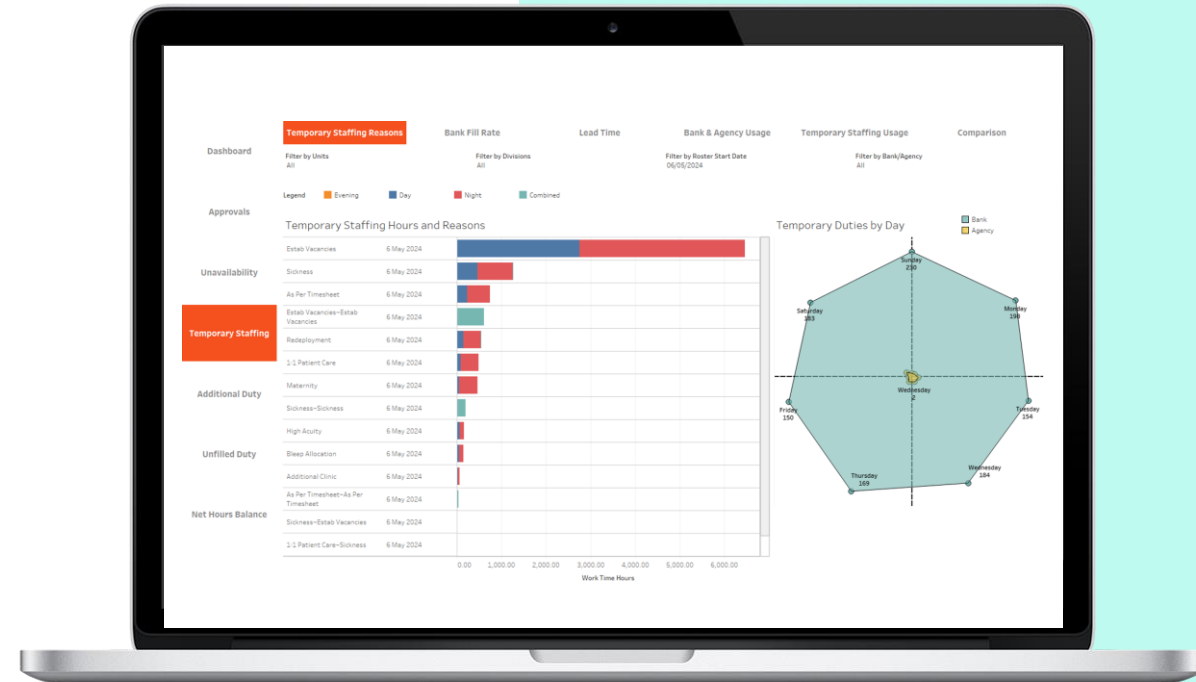 Temporary Staffing Reasons
Bank Fill Rate
Lead Time
Bank & Agency Usage
Temporary Staffing Usage
Comparison
Dashboard
Approvals
Unavailability
Temporary Staffing
Additional Duty
Unfilled Duty
Net Hours Balance
Filter by Units
All
Filter by Divisions
All
Filter by Roster Start Date
06/05/2024
Filter by Bank/Agency
All
Legend Evening Day Night Combined
Temporary Staffing Hours and Reasons
Estab Vacancies 6 May 2024
Sickness 6 May 2024
As Per Timesheet 6 May 2024
Estab Vacancies~Estab
Vacancies 6 May 2024
Redeployment 6 May 2024
1:1 Patient Care 6 May 2024
Maternity 6 May 2024
Sickness~Sickness 6 May 2024
High Acuity 6 May 2024
Bleep Allocation 6 May 2024
Additional Clinic 6 May 2024
As Per Timesheet~As Per
Timesheet 6 May 2024
Sickness~Estab Vacancies 6 May 2024
1:1 Patient Care~Sickness 6 May 2024
0.00 1,000.00 2,000.00 3,000.00 4,000.00 5,000.00 6,000.00
Work Time Hours
Temporary Duties by Day
Bank
Agency
Sunday
Monday
198
Tuesday
154
Wednesday
184
Thursday
169
Friday
150
Saturday
183
Wednesday
2